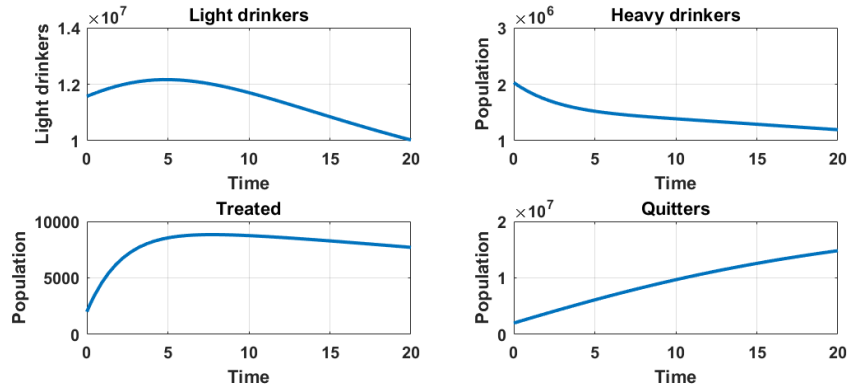 Light drinkers
×10^7
1.4
1.2
1
Light drinkers
0 5 10 15 20
Time
Heavy drinkers
×10^6
3
2
1
Population
0 5 10 15 20
Time
Treated
10000
5000
0
Population
0 5 10 15 20
Time
Quitters
×10^7
2
1
0
Population
0 5 10 15 20
Time